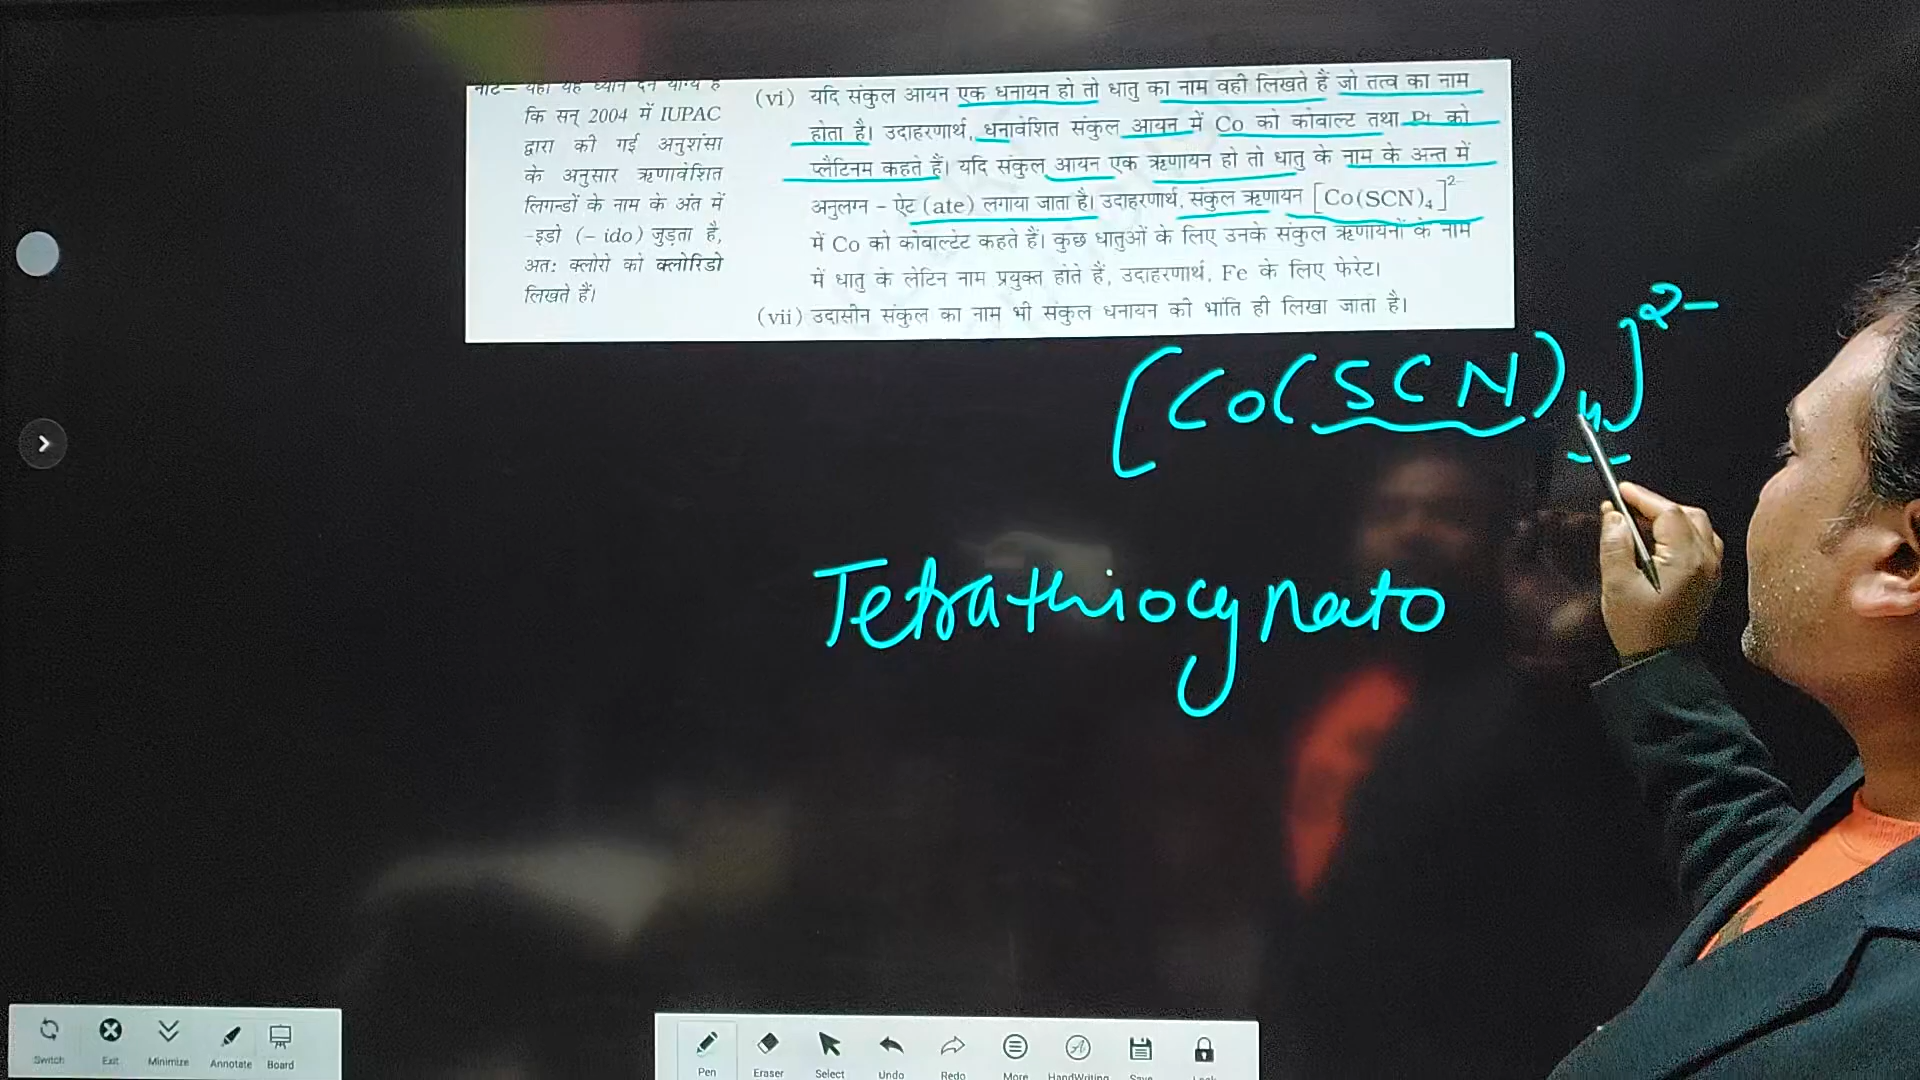 नोट– यहाँ यह ध्यान देने योग्य है
कि सन् 2004 में IUPAC
द्वारा की गई अनुशंसा
के अनुसार ऋणावेशित
लिगन्डों के नाम के अंत में
-इडो (– ido) जुड़ता है,
अतः क्लोरो को क्लोरिडो
लिखते हैं।
(vi) यदि संकुल आयन एक धनायन हो तो धातु का नाम वही लिखते हैं जो तत्व का नाम
होता है। उदाहरणार्थ, धनावेशित संकुल आयन में Co को कोबाल्ट तथा Pt को
प्लैटिनम कहते हैं। यदि संकुल आयन एक ऋणायन हो तो धातु के नाम के अन्त में
अनुलग्न – ऐट (ate) लगाया जाता है। उदाहरणार्थ, संकुल ऋणायन [Co(SCN)₄]²⁻
में Co को कोबाल्टेट कहते हैं। कुछ धातुओं के लिए उनके संकुल ऋणायनों के नाम
में धातु के लेटिन नाम प्रयुक्त होते हैं, उदाहरणार्थ, Fe के लिए फेरेट।
(vii) उदासीन संकुल का नाम भी संकुल धनायन की भांति ही लिखा जाता है।
[Co(SCN)₄]²⁻
Tetrathiocynato
Switch Exit Minimize Annotate Board
Pen Eraser Select Undo Redo More HandWriting Save Lock